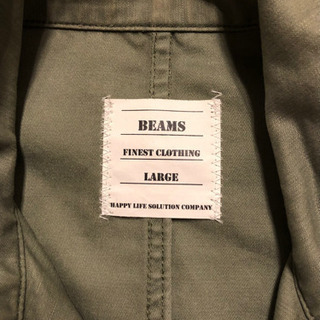 BEAMS
FINEST CLOTHING
LARGE
HAPPY LIFE SOLUTION COMPANY